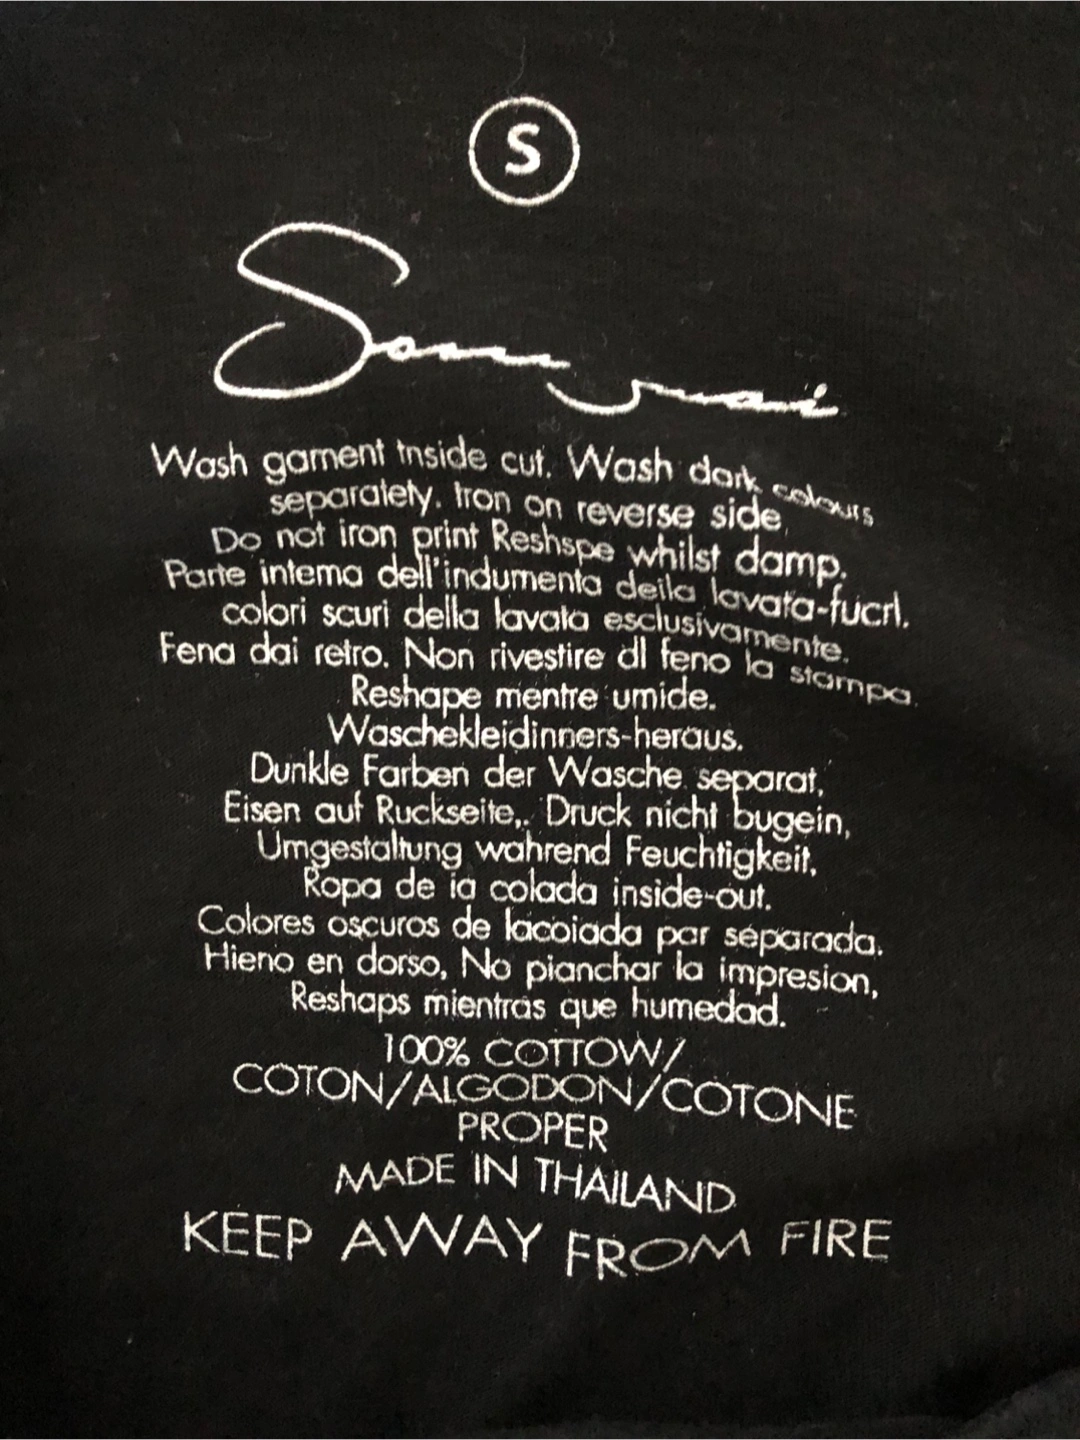 S
Wash garnent tnside cut. Wash dark colours
separatety. Iron on reverse side,
Do not iron print Reshspe whilst damp.
Parte intema dell'indumenta deila lavata-fucrl.
colori scuri della lavata esclusivamente.
Fena dai retro. Non rivestire dl feno la stampa.
Reshape mentre umide.
Waschekleidinners-heraus.
Dunkle Farben der Wasche separat,
Eisen auf Ruckseite,. Druck nicht bugein,
Umgestaltung wahrend Feuchtigkeit,
Ropa de ia colada inside-out.
Colores oscuros de lacoiada par séparada.
Hieno en dorso, No pianchar la impresion,
Reshaps mientras que humedad.
100% COTTOW/
COTON/ALGODON/COTONE
PROPER
MADE IN THAILAND
KEEP AWAY FROM FIRE